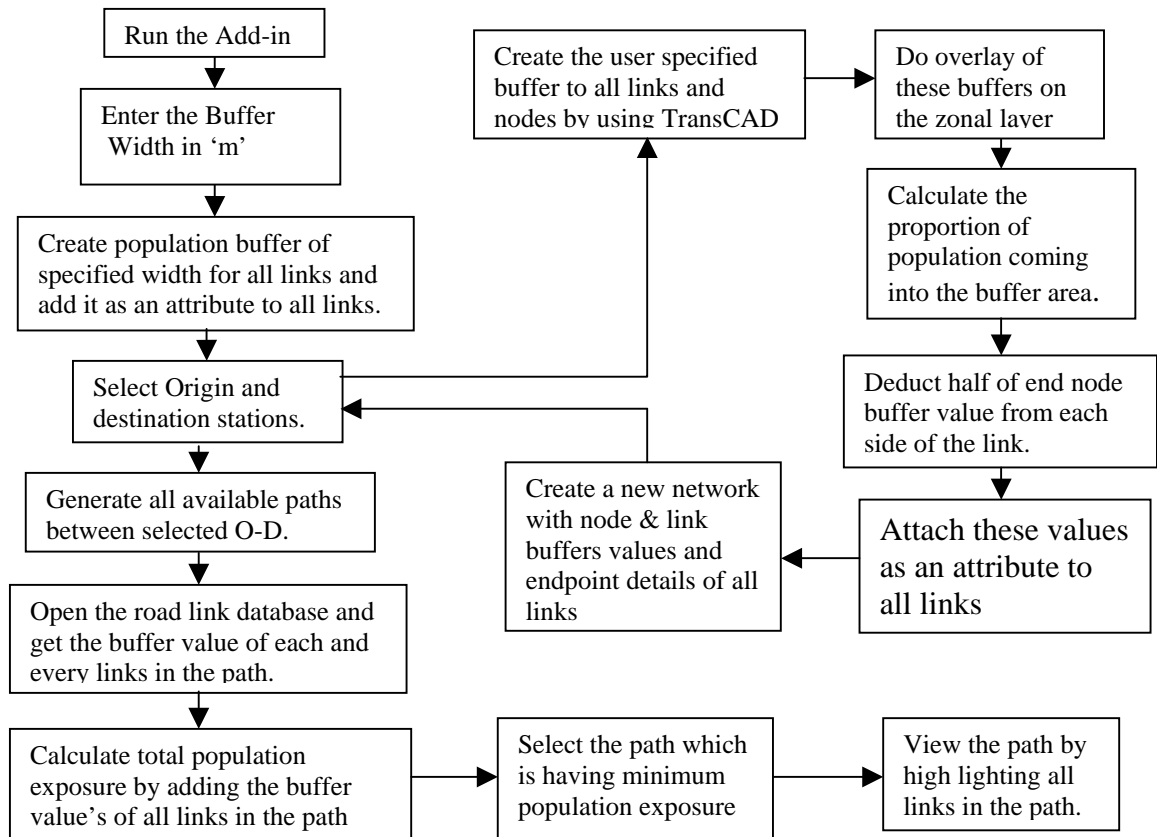 Run the Add-in
Enter the Buffer
Width in ‘m’
Create population buffer of
specified width for all links and
add it as an attribute to all links.
Select Origin and
destination stations.
Generate all available paths
between selected O-D.
Open the road link database and
get the buffer value of each and
every links in the path.
Calculate total population
exposure by adding the buffer
value’s of all links in the path
Create the user specified
buffer to all links and
nodes by using TransCAD
Do overlay of
these buffers on
the zonal layer
Calculate the
proportion of
population coming
into the buffer area.
Deduct half of end node
buffer value from each
side of the link.
Attach these values
as an attribute to
all links
Create a new network
with node & link
buffers values and
endpoint details of all
links
Select the path which
is having minimum
population exposure
View the path by
high lighting all
links in the path.